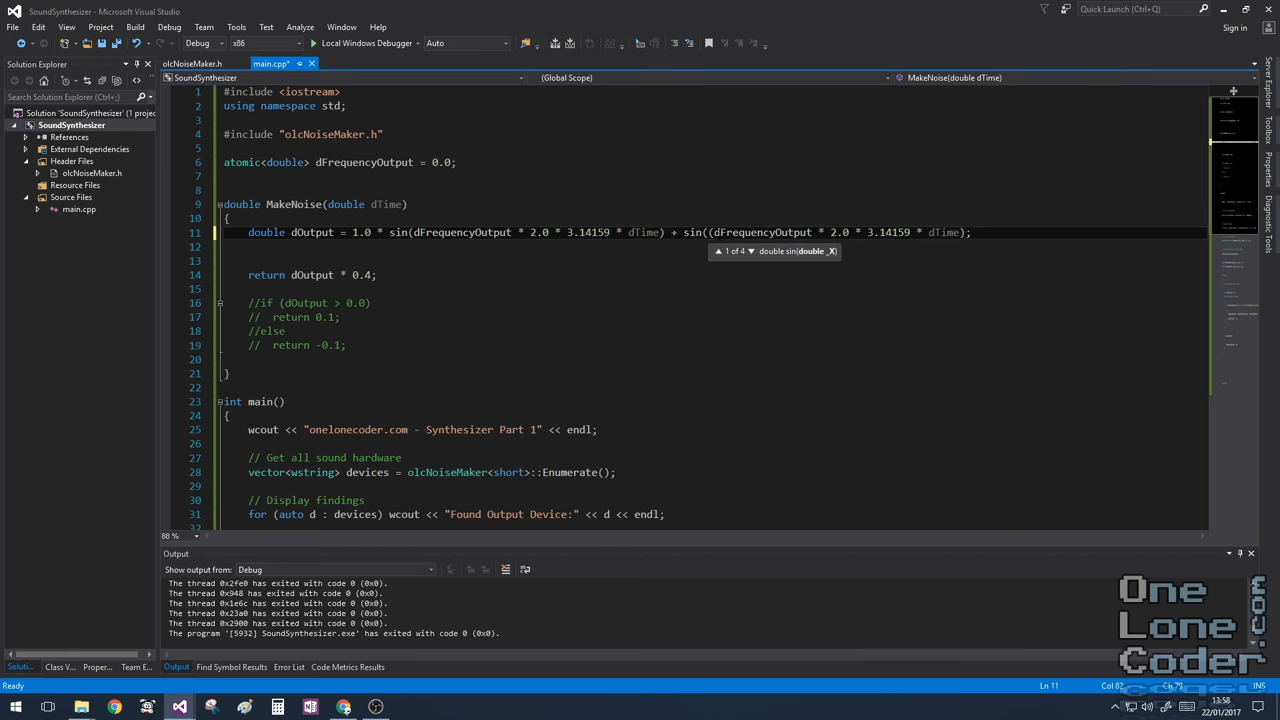 SoundSynthesizer - Microsoft Visual Studio
Quick Launch (Ctrl+;)
File Edit View Project Build Debug Team Tools Analyze Window Help
Sign in
Debug x86 Local Windows Debugger Auto
Solution Explorer
olcNoiseMaker.h main.cpp*
SoundSynthesizer (Global Scope) MakeNoise(double dTime)
Search Solution Explorer (Ctrl+;)
Solution 'SoundSynthesizer' (1 projec
SoundSynthesizer
References
External Dependencies
Header Files
olcNoiseMaker.h
Resource Files
Source Files
main.cpp
1 #include <iostream>
2 using namespace std;
3
4 #include "olcNoiseMaker.h"
5
6 atomic<double> dFrequencyOutput = 0.0;
7
8
9 double MakeNoise(double dTime)
10 {
11 double dOutput = 1.0 * sin(dFrequencyOutput * 2.0 * 3.14159 * dTime) + sin((dFrequencyOutput * 2.0 * 3.14159 * dTime);
12
▲ 1 of 4 ▼ double sin(double _X)
13
14 return dOutput * 0.4;
15
16 //if (dOutput > 0.0)
17 // return 0.1;
18 //else
19 // return -0.1;
20
21 }
22
23 int main()
24 {
25 wcout << "onelonecoder.com - Synthesizer Part 1" << endl;
26
27 // Get all sound hardware
28 vector<wstring> devices = olcNoiseMaker<short>::Enumerate();
29
30 // Display findings
31 for (auto d : devices) wcout << "Found Output Device:" << d << endl;
32
88 %
Output
Show output from: Debug
The thread 0x2fe0 has exited with code 0 (0x0).
The thread 0x948 has exited with code 0 (0x0).
The thread 0x1e6c has exited with code 0 (0x0).
The thread 0x23a0 has exited with code 0 (0x0).
The thread 0x2900 has exited with code 0 (0x0).
The program '[5932] SoundSynthesizer.exe' has exited with code 0 (0x0).
Soluti... Class V... Proper... Team E...
Output Find Symbol Results Error List Code Metrics Results
Ready Ln 11 Col 82 Ch 79 INS
Server Explorer
Toolbox
Properties
Diagnostic Tools
One
Lone
Coder
.com
13:58
22/01/2017